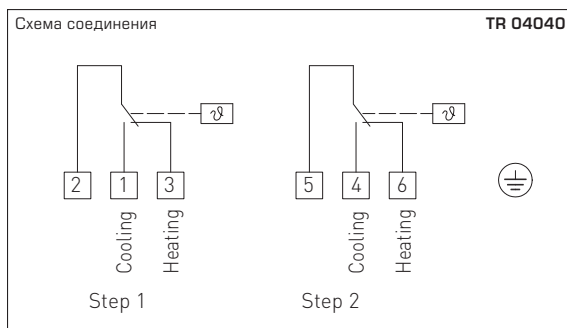 Схема соединения TR 04040
ϑ ϑ
2 1 3 5 4 6
Cooling Heating Cooling Heating
Step 1 Step 2